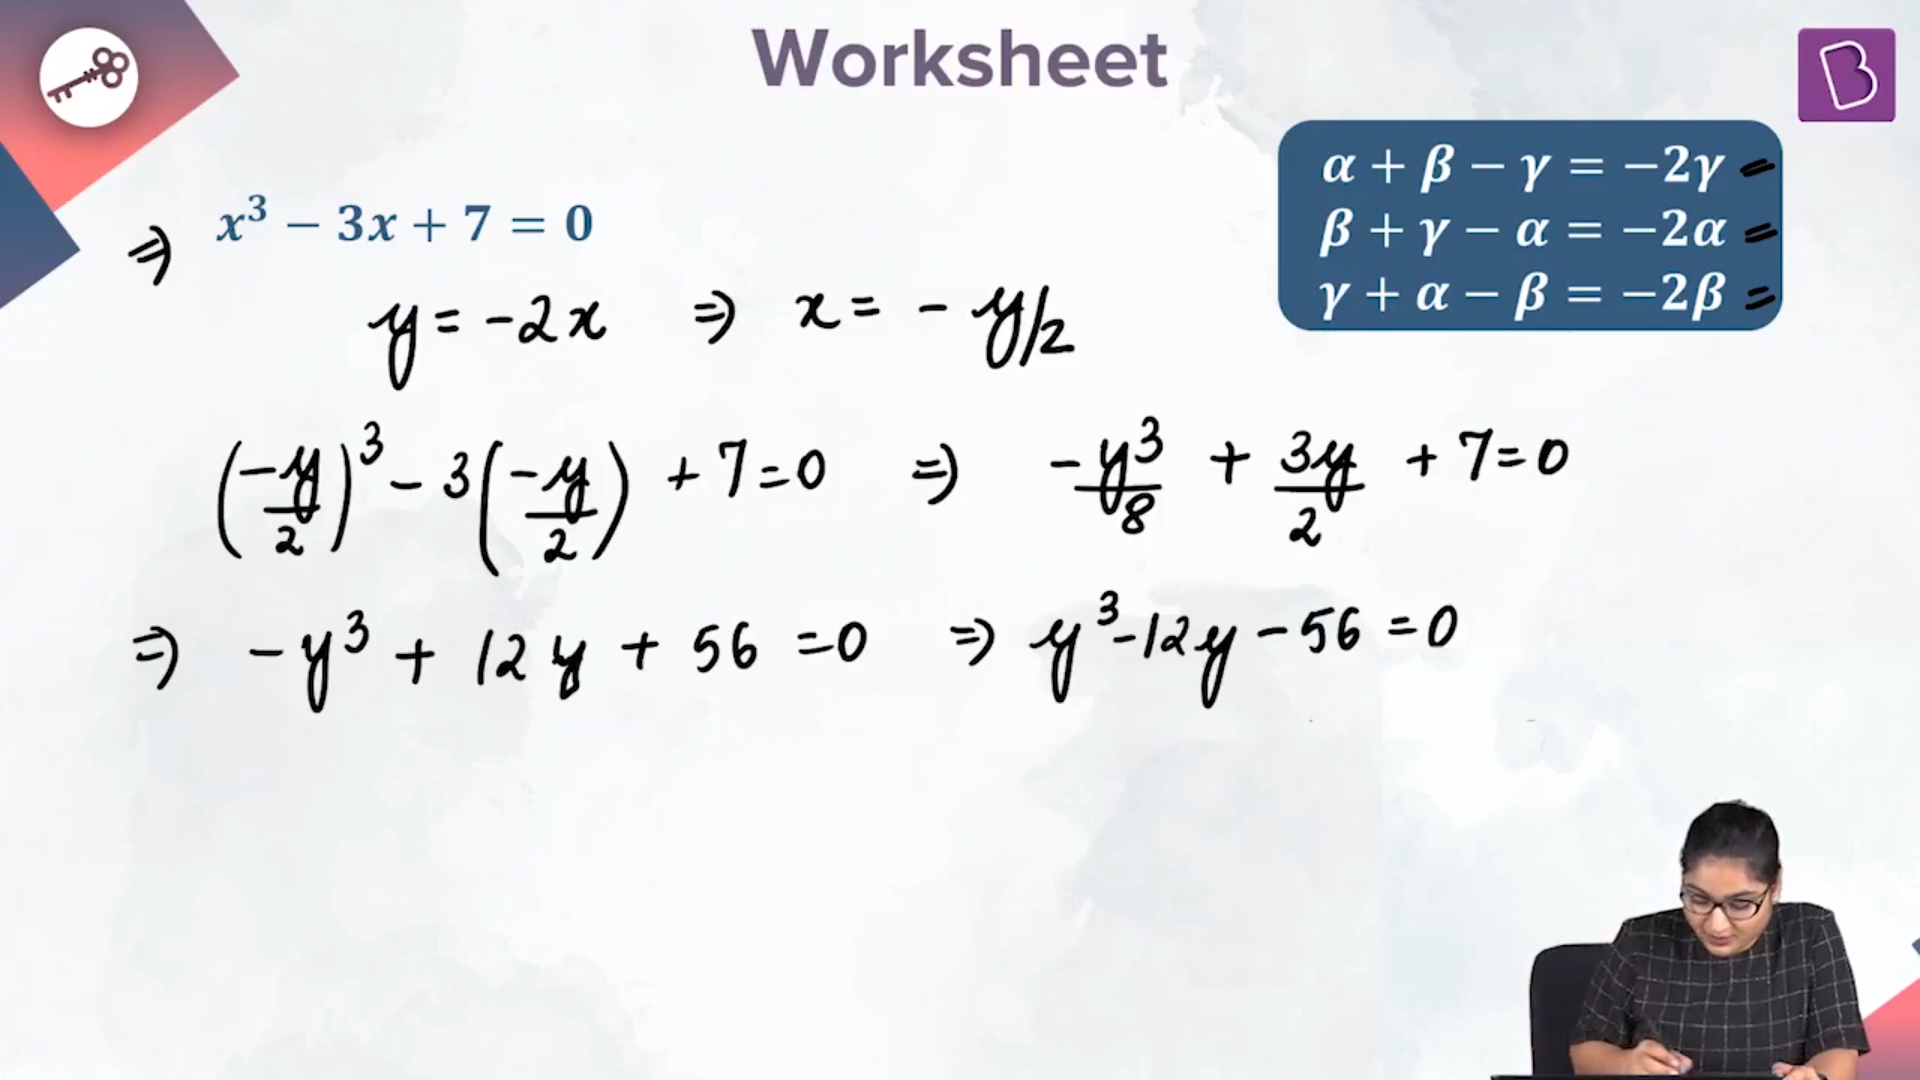 Worksheet
B
α + β − γ = −2γ
β + γ − α = −2α
γ + α − β = −2β
⇒ x³ − 3x + 7 = 0
y = -2x ⇒ x = - y/2
(-y/2)³ - 3(-y/2) + 7 = 0 ⇒ -y³/8 + 3y/2 + 7 = 0
⇒ -y³ + 12y + 56 = 0 ⇒ y³ - 12y - 56 = 0